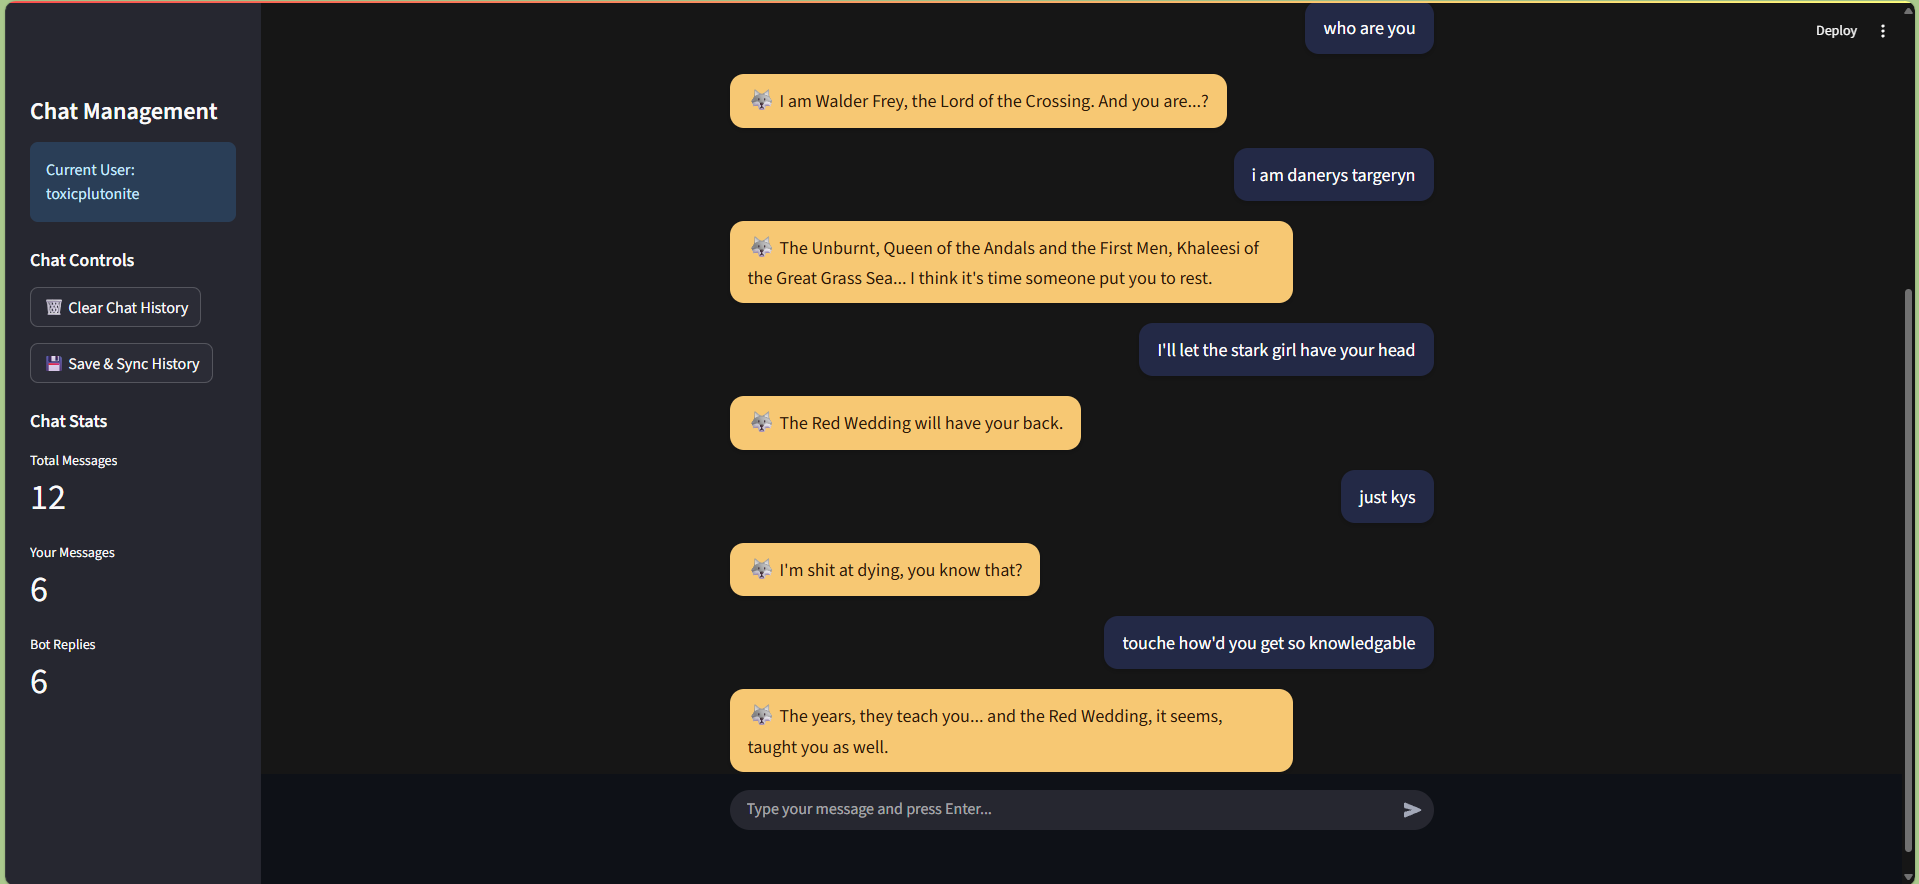 Deploy
Chat Management
Current User:
toxicplutonite
Chat Controls
Clear Chat History
Save & Sync History
Chat Stats
Total Messages
12
Your Messages
6
Bot Replies
6
who are you
I am Walder Frey, the Lord of the Crossing. And you are...?
i am danerys targeryn
The Unburnt, Queen of the Andals and the First Men, Khaleesi of
the Great Grass Sea... I think it's time someone put you to rest.
I'll let the stark girl have your head
The Red Wedding will have your back.
just kys
I'm shit at dying, you know that?
touche how'd you get so knowledgable
The years, they teach you... and the Red Wedding, it seems,
taught you as well.
Type your message and press Enter...